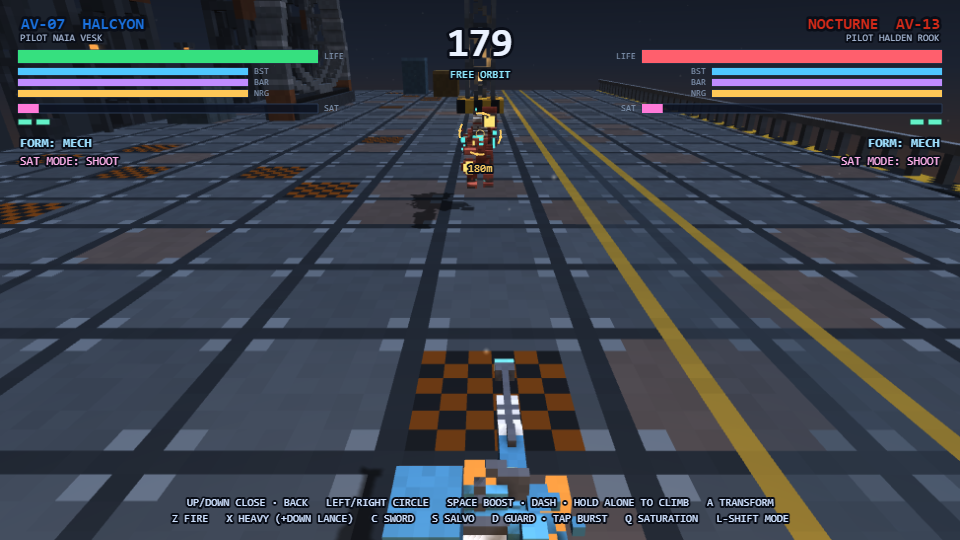 AV-07 HALCYON
PILOT NAIA VESK
LIFE
BST
BAR
NRG
SAT
FORM: MECH
SAT MODE: SHOOT
179
FREE ORBIT
180m
NOCTURNE AV-13
PILOT HALDEN ROOK
LIFE
BST
BAR
NRG
SAT
FORM: MECH
SAT MODE: SHOOT
UP/DOWN CLOSE • BACK LEFT/RIGHT CIRCLE SPACE BOOST • DASH • HOLD ALONE TO CLIMB A TRANSFORM
Z FIRE X HEAVY (+DOWN LANCE) C SWORD S SALVO D GUARD • TAP BURST Q SATURATION L-SHIFT MODE